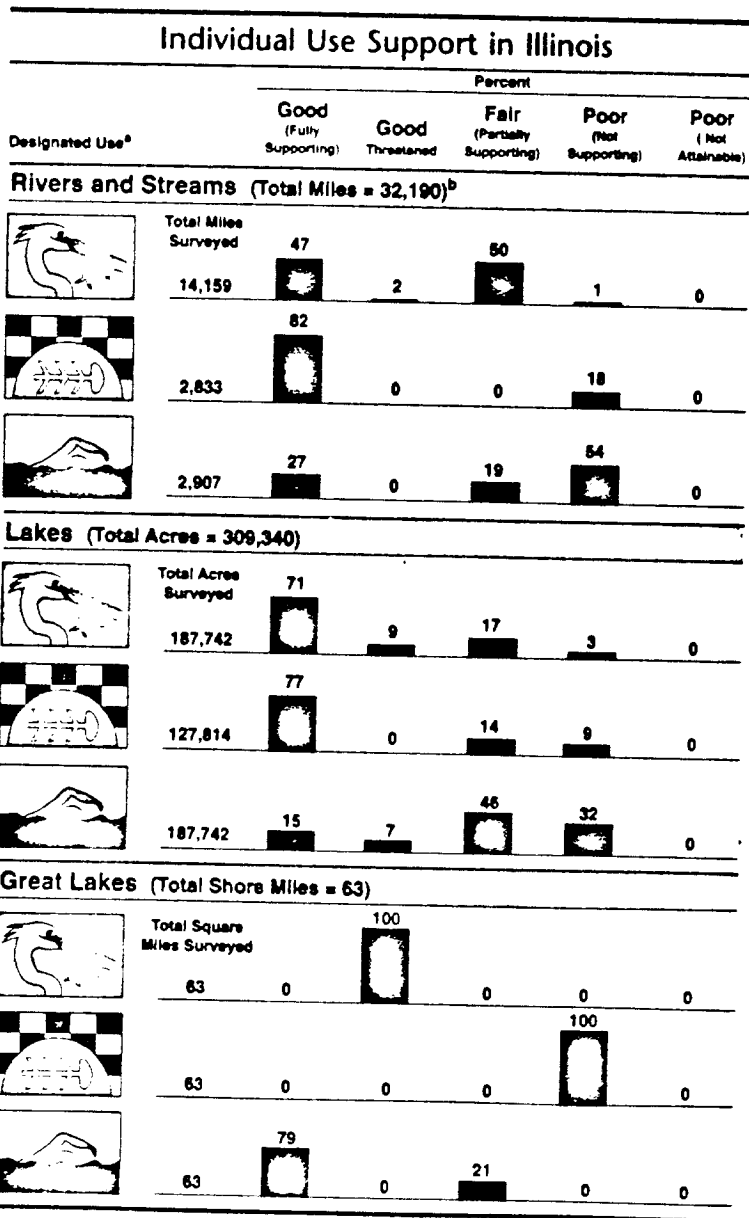 Individual Use Support in Illinois
Percent
Designated Useᵃ
Good (Fully Supporting)
Good Threatened
Fair (Partially Supporting)
Poor (Not Supporting)
Poor (Not Attainable)
Rivers and Streams (Total Miles = 32,190)ᵇ
Total Miles Surveyed
14,159 47 2 50 1 0
2,833 82 0 0 18 0
2,907 27 0 19 54 0
Lakes (Total Acres = 309,340)
Total Acres Surveyed
187,742 71 9 17 3 0
127,814 77 0 14 9 0
187,742 15 7 46 32 0
Great Lakes (Total Shore Miles = 63)
Total Square Miles Surveyed
63 0 100 0 0 0
63 0 0 0 100 0
63 79 0 21 0 0